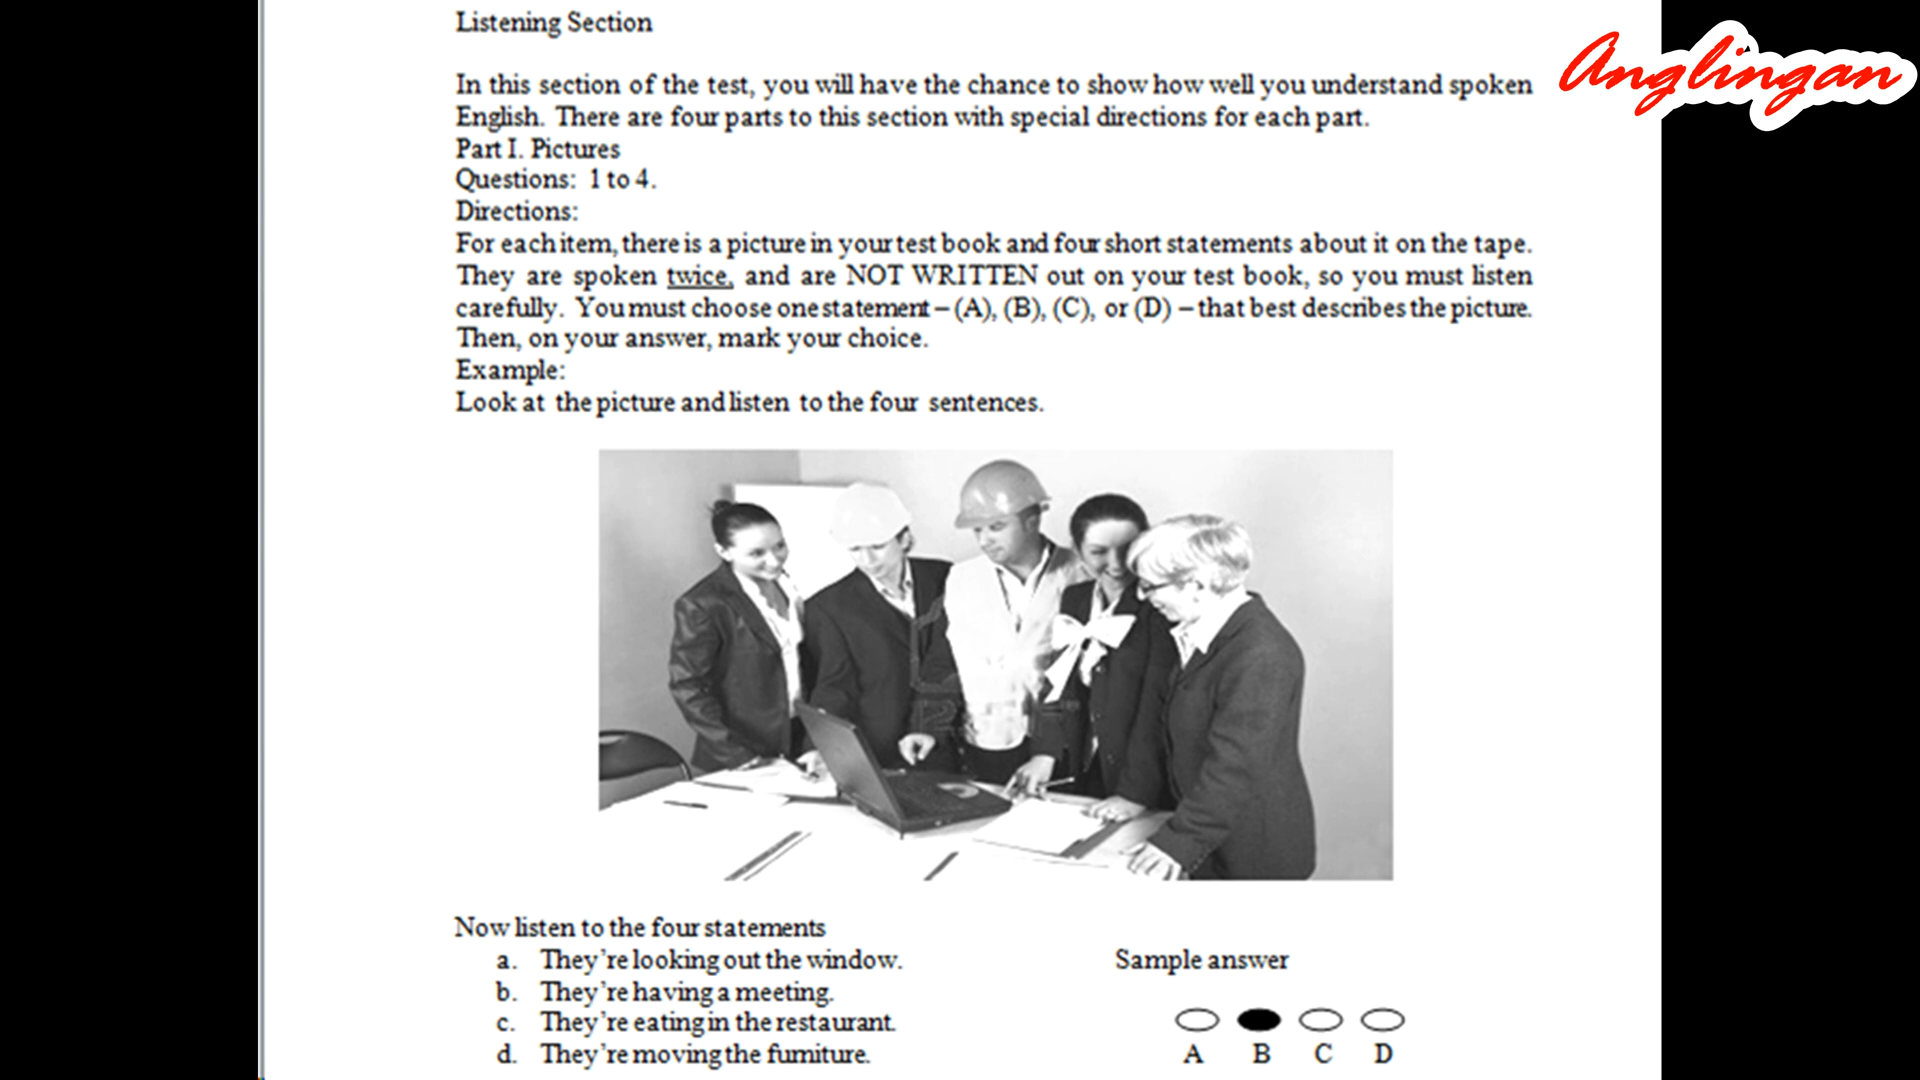 Listening Section
Anglingan
In this section of the test, you will have the chance to show how well you understand spoken
English. There are four parts to this section with special directions for each part.
Part I. Pictures
Questions: 1 to 4.
Directions:
For each item, there is a picture in your test book and four short statements about it on the tape.
They are spoken twice, and are NOT WRITTEN out on your test book, so you must listen
carefully. You must choose one statement – (A), (B), (C), or (D) – that best describes the picture.
Then, on your answer, mark your choice.
Example:
Look at the picture and listen to the four sentences.
Now listen to the four statements
a. They're looking out the window.
b. They're having a meeting.
c. They're eating in the restaurant.
d. They're moving the furniture.
Sample answer
A B C D